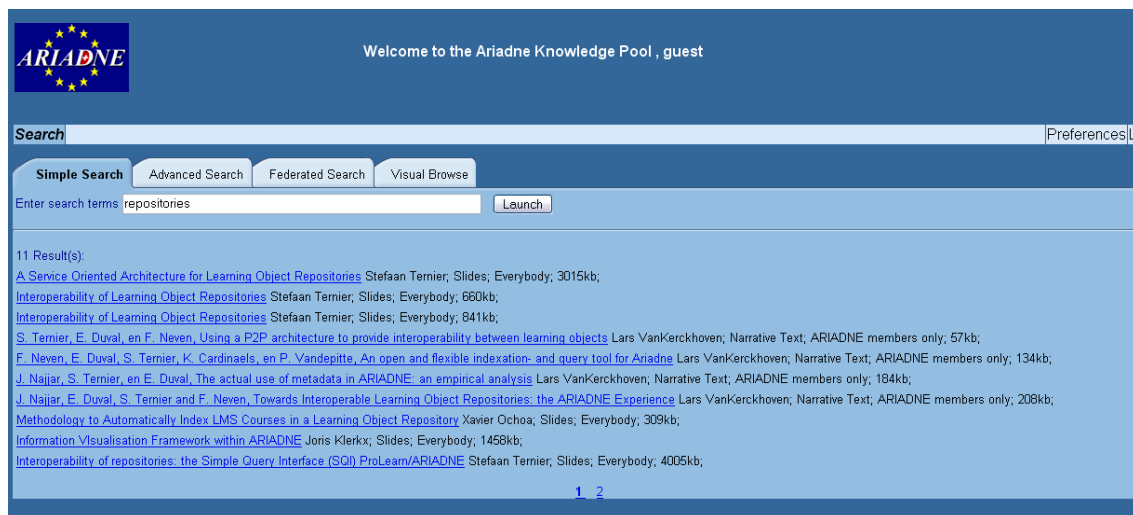 ARIADNE
Welcome to the Ariadne Knowledge Pool , guest
Search Preferences
Simple Search Advanced Search Federated Search Visual Browse
Enter search terms repositories Launch
11 Result(s):
A Service Oriented Architecture for Learning Object Repositories Stefaan Ternier; Slides; Everybody; 3015kb;
Interoperability of Learning Object Repositories Stefaan Ternier; Slides; Everybody; 660kb;
Interoperability of Learning Object Repositories Stefaan Ternier; Slides; Everybody; 841kb;
S. Ternier, E. Duval, en F. Neven, Using a P2P architecture to provide interoperability between learning objects Lars VanKerckhoven; Narrative Text; ARIADNE members only; 57kb;
F. Neven, E. Duval, S. Ternier, K. Cardinaels, en P. Vandepitte, An open and flexible indexation- and query tool for Ariadne Lars VanKerckhoven; Narrative Text; ARIADNE members only; 134kb;
J. Najjar, S. Ternier, en E. Duval, The actual use of metadata in ARIADNE: an empirical analysis Lars VanKerckhoven; Narrative Text; ARIADNE members only; 184kb;
J. Najjar, E. Duval, S. Ternier and F. Neven, Towards Interoperable Learning Object Repositories: the ARIADNE Experience Lars VanKerckhoven; Narrative Text; ARIADNE members only; 208kb;
Methodology to Automatically Index LMS Courses in a Learning Object Repository Xavier Ochoa; Slides; Everybody; 309kb;
Information VIsualisation Framework within ARIADNE Joris Klerkx; Slides; Everybody; 1458kb;
Interoperability of repositories: the Simple Query Interface (SQI) ProLearn/ARIADNE Stefaan Ternier; Slides; Everybody; 4005kb;
1 2